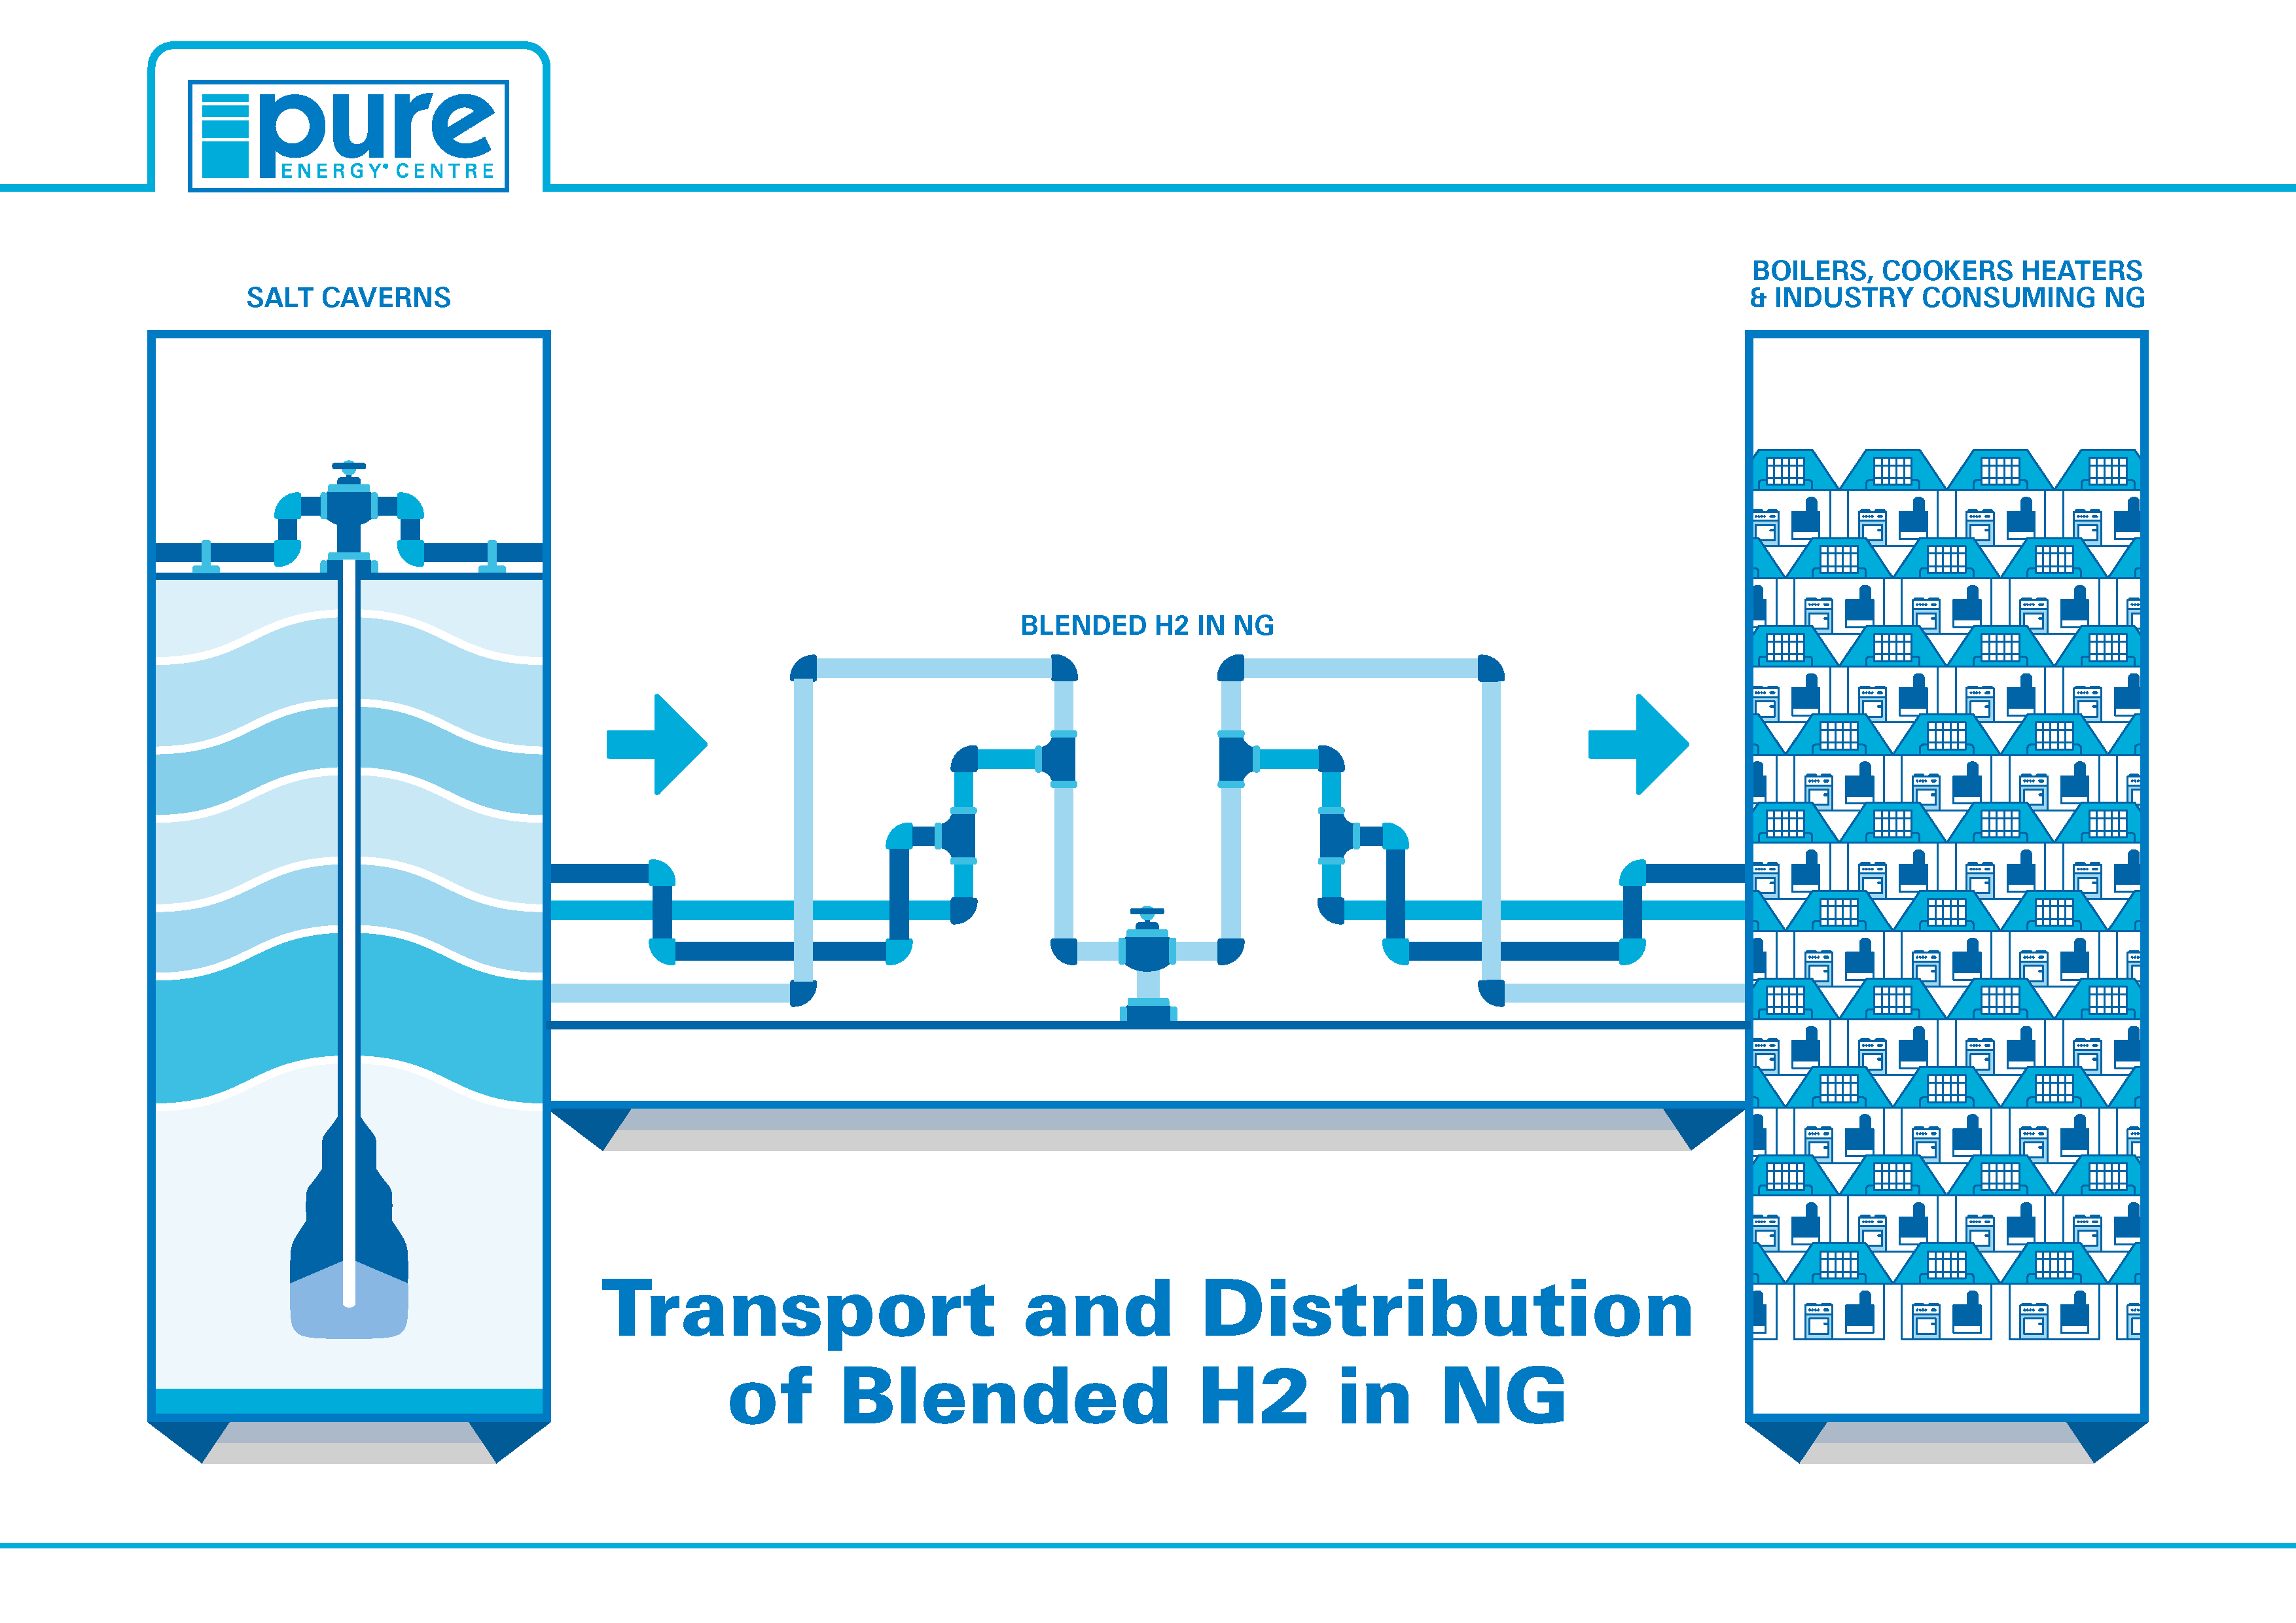 pure
ENERGY CENTRE
SALT CAVERNS
BOILERS, COOKERS HEATERS
& INDUSTRY CONSUMING NG
BLENDED H2 IN NG
Transport and Distribution
of Blended H2 in NG